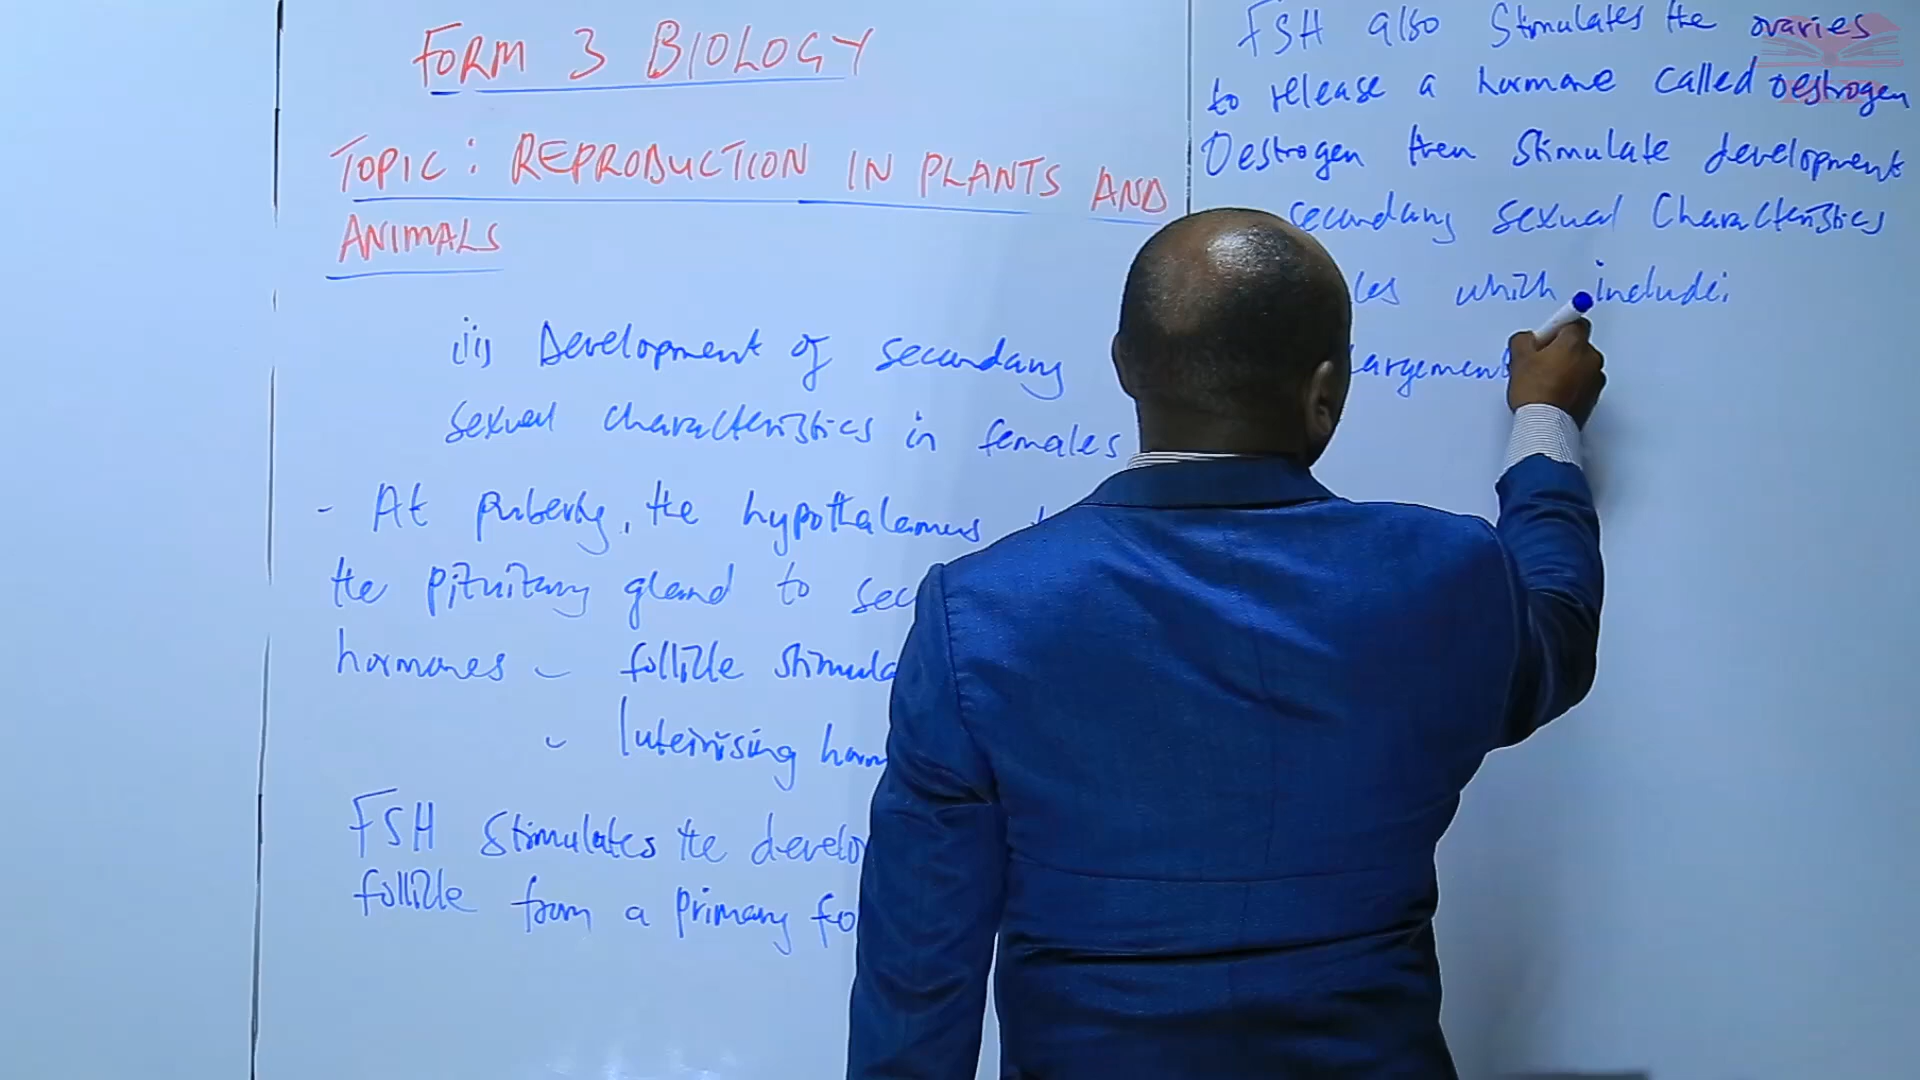 FORM 3 BIOLOGY
TOPIC: REPRODUCTION IN PLANTS AND
ANIMALS
(ii) Development of secondary
sexual characteristics in females
- At puberty, the hypothalamus
the pituitary gland to sec
hormones - follicle stimula
- luteinising horm
FSH stimulates the develo
follicle from a primary fo
FSH also stimulates the ovaries
to release a hormone called oestrogen
Oestrogen then stimulate development
secondary sexual characteristics
les which include:
largement